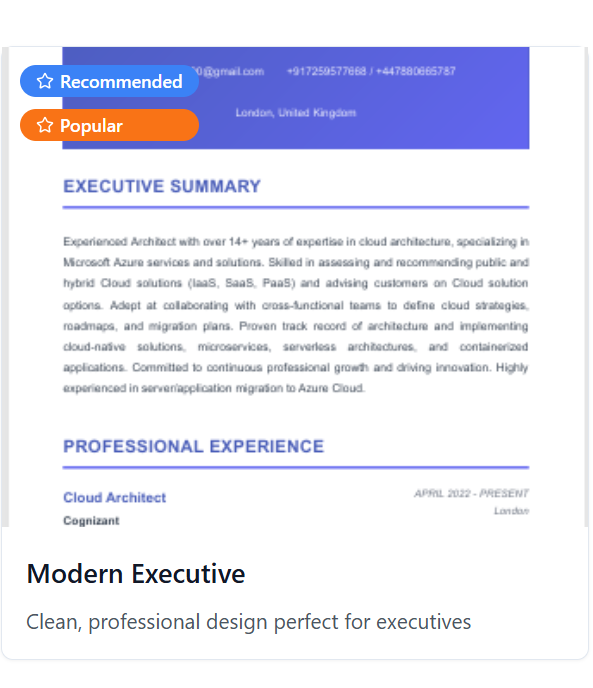 Recommended
@gmail.com +917259577668 / +447880665787
Popular
London, United Kingdom
EXECUTIVE SUMMARY
Experienced Architect with over 14+ years of expertise in cloud architecture, specializing in
Microsoft Azure services and solutions. Skilled in assessing and recommending public and
hybrid Cloud solutions (IaaS, SaaS, PaaS) and advising customers on Cloud solution
options. Adept at collaborating with cross-functional teams to define cloud strategies,
roadmaps, and migration plans. Proven track record of architecture and implementing
cloud-native solutions, microservices, serverless architectures, and containerized
applications. Committed to continuous professional growth and driving innovation. Highly
experienced in server/application migration to Azure Cloud.
PROFESSIONAL EXPERIENCE
Cloud Architect APRIL 2022 - PRESENT
London
Cognizant
Modern Executive
Clean, professional design perfect for executives